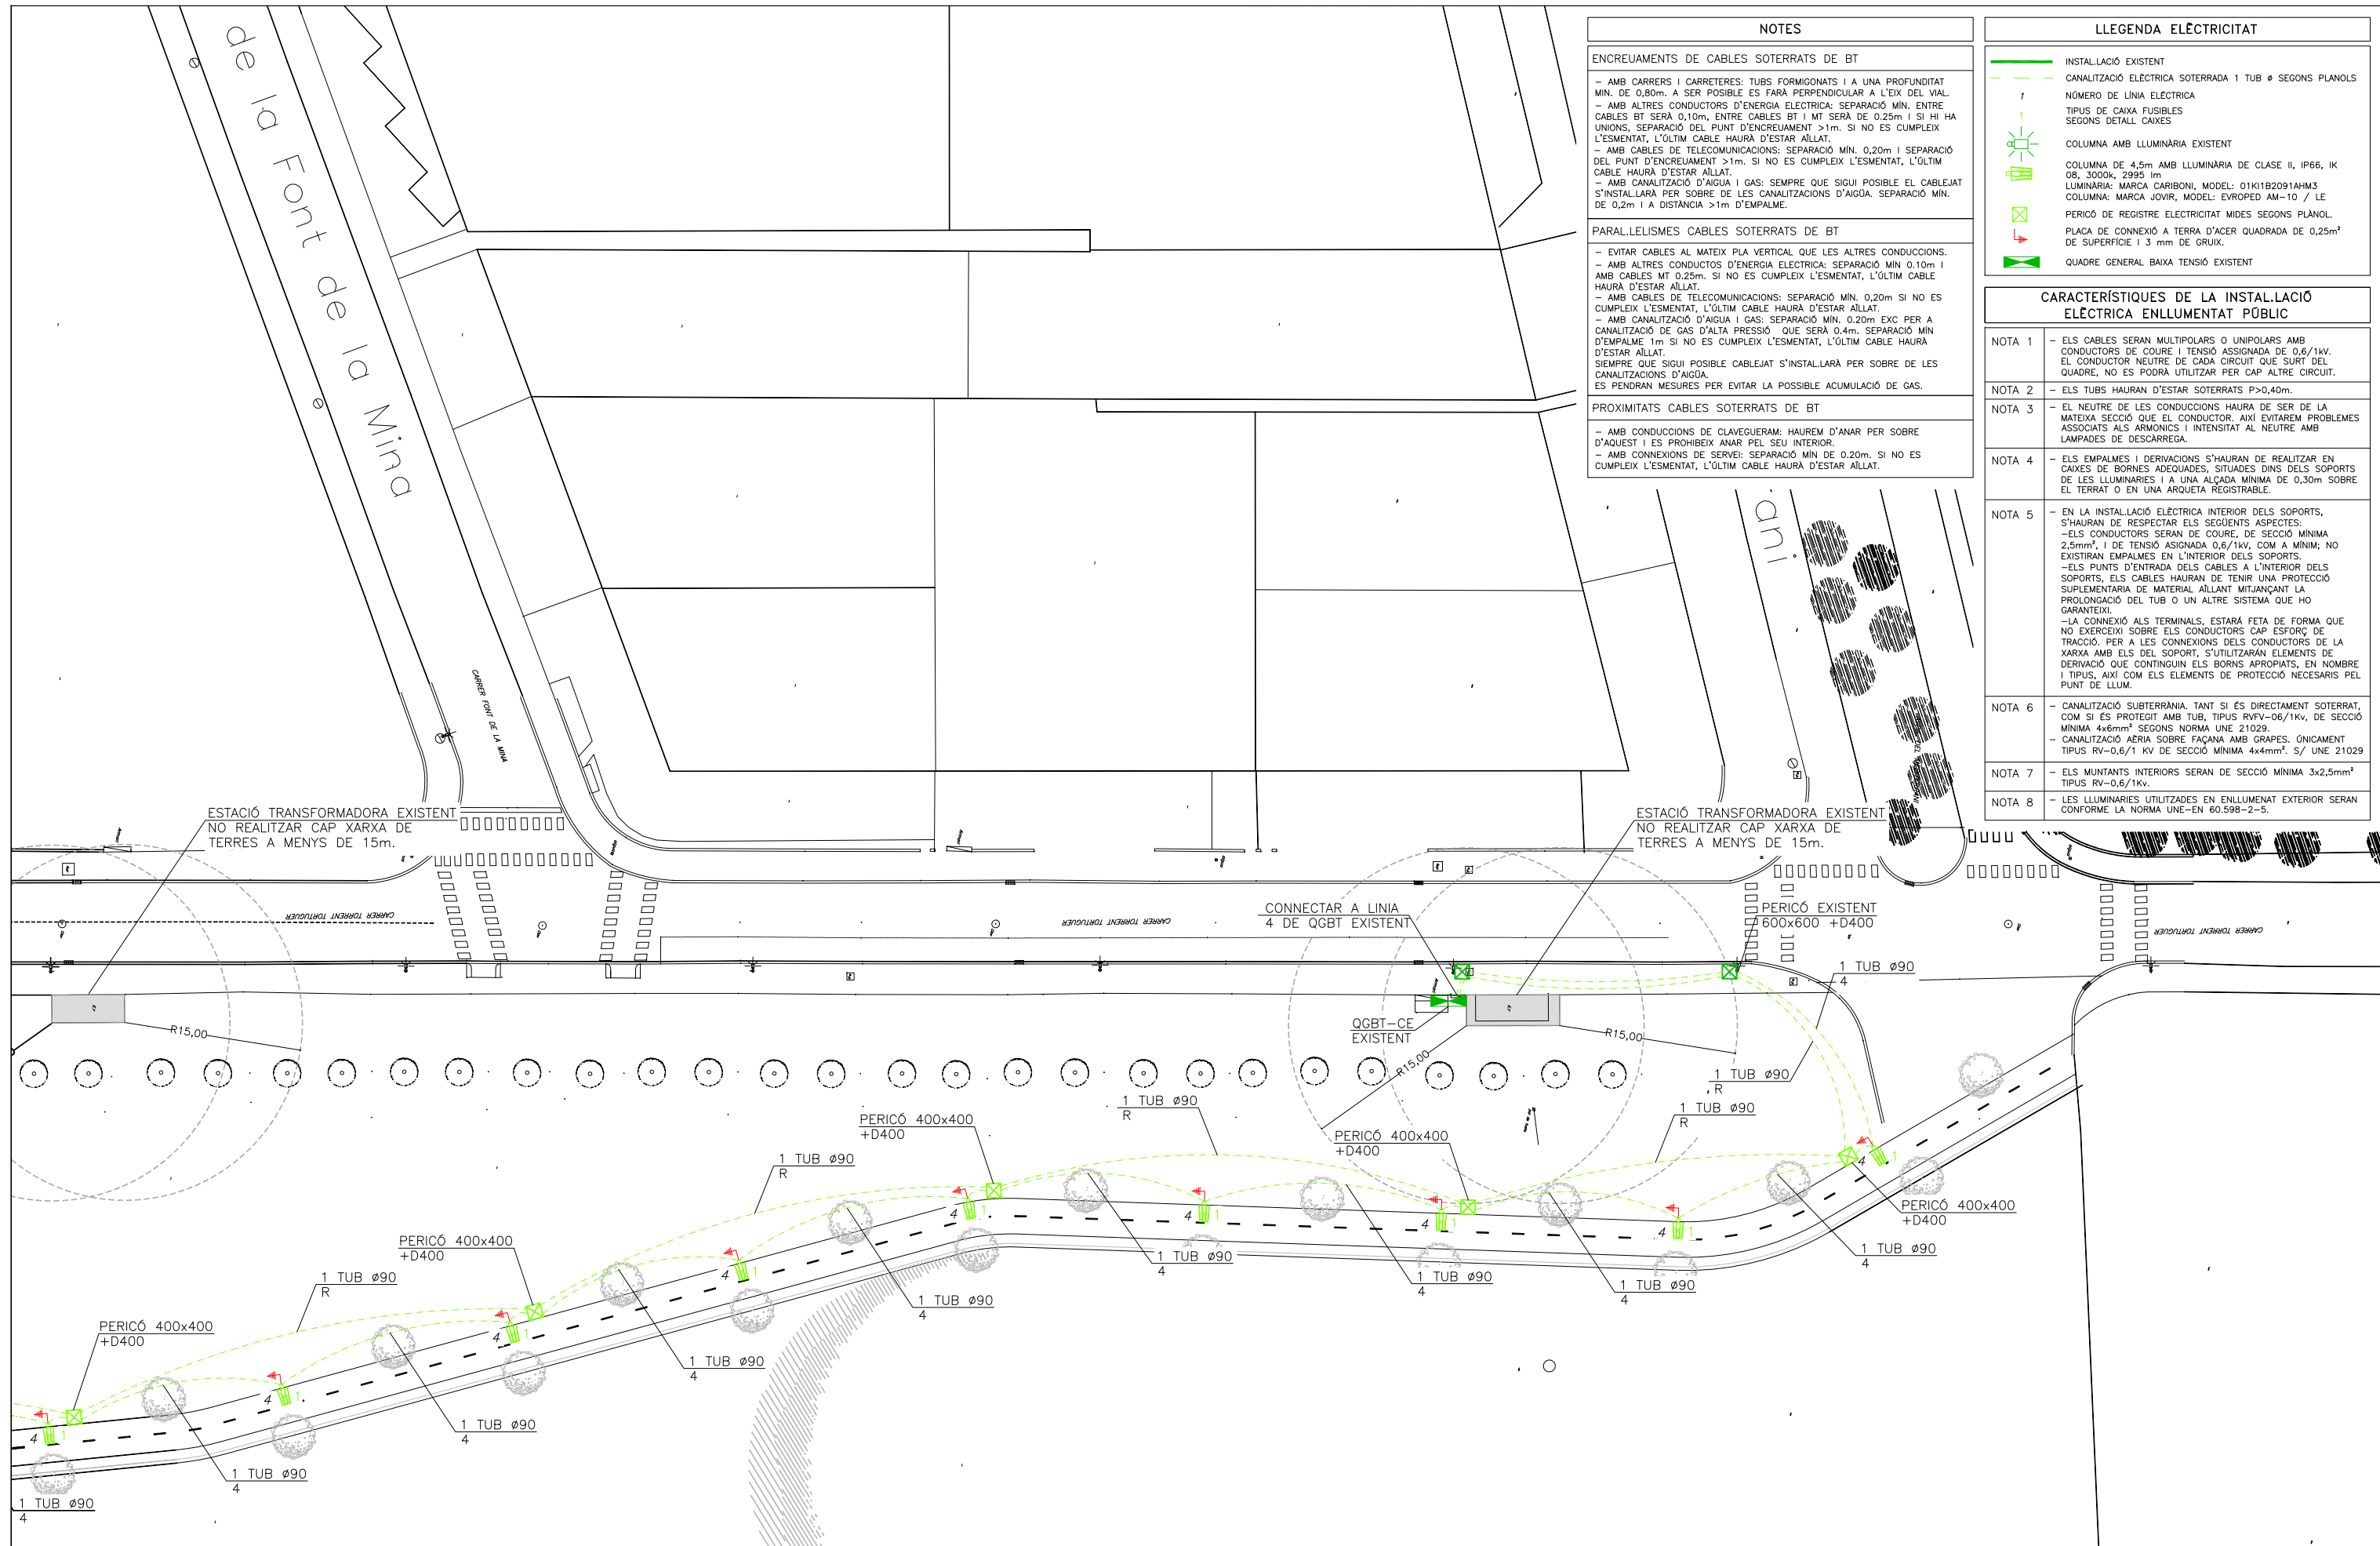 de la Font de la Mina
NOTES
ENCREUAMENTS DE CABLES SOTERRATS DE BT
– AMB CARRERS I CARRETERES: TUBS FORMIGONATS I A UNA PROFUNDITAT
MIN. DE 0,80m. A SER POSIBLE ES FARÀ PERPENDICULAR A L'EIX DEL VIAL.
– AMB ALTRES CONDUCTORS D'ENERGIA ELECTRICA: SEPARACIÓ MÍN. ENTRE
CABLES BT SERÀ 0,10m, ENTRE CABLES BT I MT SERÀ DE 0.25m I SI HI HA
UNIONS, SEPARACIÓ DEL PUNT D'ENCREUAMENT >1m. SI NO ES CUMPLEIX
L'ESMENTAT, L'ÚLTIM CABLE HAURÀ D'ESTAR AÏLLAT.
– AMB CABLES DE TELECOMUNICACIONS: SEPARACIÓ MÍN. 0,20m I SEPARACIÓ
DEL PUNT D'ENCREUAMENT >1m. SI NO ES CUMPLEIX L'ESMENTAT, L'ÚLTIM
CABLE HAURÀ D'ESTAR AÏLLAT.
– AMB CANALITZACIÓ D'AIGUA I GAS: SEMPRE QUE SIGUI POSIBLE EL CABLEJAT
S'INSTAL.LARÀ PER SOBRE DE LES CANALITZACIONS D'AIGÜA. SEPARACIÓ MÍN.
DE 0,2m I A DISTÀNCIA >1m D'EMPALME.
PARAL.LELISMES CABLES SOTERRATS DE BT
– EVITAR CABLES AL MATEIX PLA VERTICAL QUE LES ALTRES CONDUCCIONS.
– AMB ALTRES CONDUCTOS D'ENERGIA ELECTRICA: SEPARACIÓ MÍN 0.10m I
AMB CABLES MT 0.25m. SI NO ES CUMPLEIX L'ESMENTAT, L'ÚLTIM CABLE
HAURÀ D'ESTAR AÏLLAT.
– AMB CABLES DE TELECOMUNICACIONS: SEPARACIÓ MÍN. 0,20m SI NO ES
CUMPLEIX L'ESMENTAT, L'ÚLTIM CABLE HAURÀ D'ESTAR AÏLLAT.
– AMB CANALITZACIÓ D'AIGUA I GAS: SEPARACIÓ MÍN. 0.20m EXC PER A
CANALITZACIÓ DE GAS D'ALTA PRESSIÓ QUE SERÀ 0.4m. SEPARACIÓ MÍN
D'EMPALME 1m SI NO ES CUMPLEIX L'ESMENTAT, L'ÚLTIM CABLE HAURÀ
D'ESTAR AÏLLAT.
SIEMPRE QUE SIGUI POSIBLE CABLEJAT S'INSTAL.LARÀ PER SOBRE DE LES
CANALITZACIONS D'AIGÜA.
ES PENDRAN MESURES PER EVITAR LA POSSIBLE ACUMULACIÓ DE GAS.
PROXIMITATS CABLES SOTERRATS DE BT
– AMB CONDUCCIONS DE CLAVEGUERAM: HAUREM D'ANAR PER SOBRE
D'AQUEST I ES PROHIBEIX ANAR PEL SEU INTERIOR.
– AMB CONNEXIONS DE SERVEI: SEPARACIÓ MÍN DE 0.20m. SI NO ES
CUMPLEIX L'ESMENTAT, L'ÚLTIM CABLE HAURÀ D'ESTAR AÏLLAT.
LLEGENDA ELÈCTRICITAT
INSTAL.LACIÓ EXISTENT
CANALITZACIÓ ELÈCTRICA SOTERRADA 1 TUB ø SEGONS PLANOLS
1 NÚMERO DE LÍNIA ELÈCTRICA
1 TIPUS DE CAIXA FUSIBLES
SEGONS DETALL CAIXES
COLUMNA AMB LLUMINÀRIA EXISTENT
COLUMNA DE 4,5m AMB LLUMINÀRIA DE CLASE II, IP66, IK
08, 3000k, 2995 lm
LUMINÀRIA: MARCA CARIBONI, MODEL: 01KI1B2091AHM3
COLUMNA: MARCA JOVIR, MODEL: EVROPED AM–10 / LE
PERICÓ DE REGISTRE ELECTRICITAT MIDES SEGONS PLÀNOL.
PLACA DE CONNEXIÓ A TERRA D'ACER QUADRADA DE 0,25m²
DE SUPERFÍCIE I 3 mm DE GRUIX.
QUADRE GENERAL BAIXA TENSIÓ EXISTENT
CARACTERÍSTIQUES DE LA INSTAL.LACIÓ
ELÈCTRICA ENLLUMENTAT PÚBLIC
NOTA 1 – ELS CABLES SERAN MULTIPOLARS O UNIPOLARS AMB
CONDUCTORS DE COURE I TENSIÓ ASSIGNADA DE 0,6/1kV.
EL CONDUCTOR NEUTRE DE CADA CIRCUIT QUE SURT DEL
QUADRE, NO ES PODRÀ UTILITZAR PER CAP ALTRE CIRCUIT.
NOTA 2 – ELS TUBS HAURAN D'ESTAR SOTERRATS P>0,40m.
NOTA 3 – EL NEUTRE DE LES CONDUCCIONS HAURA DE SER DE LA
MATEIXA SECCIÓ QUE EL CONDUCTOR. AIXÍ EVITAREM PROBLEMES
ASSOCIATS ALS ARMONICS I INTENSITAT AL NEUTRE AMB
LAMPADES DE DESCÀRREGA.
NOTA 4 – ELS EMPALMES I DERIVACIONS S'HAURAN DE REALITZAR EN
CAIXES DE BORNES ADEQUADES, SITUADES DINS DELS SOPORTS
DE LES LLUMINARIES I A UNA ALÇADA MÍNIMA DE 0,30m SOBRE
EL TERRAT O EN UNA ARQUETA REGISTRABLE.
NOTA 5 – EN LA INSTAL.LACIÓ ELÈCTRICA INTERIOR DELS SOPORTS,
S'HAURAN DE RESPECTAR ELS SEGÜENTS ASPECTES:
–ELS CONDUCTORS SERAN DE COURE, DE SECCIÓ MÍNIMA
2,5mm², I DE TENSIÓ ASIGNADA 0,6/1kV, COM A MÍNIM; NO
EXISTIRAN EMPALMES EN L'INTERIOR DELS SOPORTS.
–ELS PUNTS D'ENTRADA DELS CABLES A L'INTERIOR DELS
SOPORTS, ELS CABLES HAURAN DE TENIR UNA PROTECCIÓ
SUPLEMENTARIA DE MATERIAL AÏLLANT MITJANÇANT LA
PROLONGACIÓ DEL TUB O UN ALTRE SISTEMA QUE HO
GARANTEIXI.
–LA CONNEXIÓ ALS TERMINALS, ESTARÀ FETA DE FORMA QUE
NO EXERCEIXI SOBRE ELS CONDUCTORS CAP ESFORÇ DE
TRACCIÓ. PER A LES CONNEXIONS DELS CONDUCTORS DE LA
XARXA AMB ELS DEL SOPORT, S'UTILITZARÁN ELEMENTS DE
DERIVACIÓ QUE CONTINGUIN ELS BORNS APROPIATS, EN NOMBRE
I TIPUS, AIXÍ COM ELS ELEMENTS DE PROTECCIÓ NECESARIS PEL
PUNT DE LLUM.
NOTA 6 – CANALITZACIÓ SUBTERRÀNIA. TANT SI ÉS DIRECTAMENT SOTERRAT,
COM SI ÉS PROTEGIT AMB TUB, TIPUS RVFV–06/1Kv, DE SECCIÓ
MÍNIMA 4x6mm² SEGONS NORMA UNE 21029.
– CANALITZACIÓ AÈRIA SOBRE FAÇANA AMB GRAPES. ÚNICAMENT
TIPUS RV–0,6/1 KV DE SECCIÓ MÍNIMA 4x4mm². S/ UNE 21029
NOTA 7 – ELS MUNTANTS INTERIORS SERAN DE SECCIÓ MÍNIMA 3x2,5mm²
TIPUS RV–0,6/1Kv.
NOTA 8 – LES LLUMINARIES UTILITZADES EN ENLLUMENAT EXTERIOR SERAN
CONFORME LA NORMA UNE–EN 60.598–2–5.
ani
CARRER FONT DE LA MINA
ESTACIÓ TRANSFORMADORA EXISTENT
NO REALITZAR CAP XARXA DE
TERRES A MENYS DE 15m.
ESTACIÓ TRANSFORMADORA EXISTENT
NO REALITZAR CAP XARXA DE
TERRES A MENYS DE 15m.
CARRER TORRENT TORTUGUER
CARRER TORRENT TORTUGUER
CARRER TORRENT TORTUGUER
CONNECTAR A LINIA
4 DE QGBT EXISTENT
PERICÓ EXISTENT
600x600 +D400
1 TUB ø90
4
QGBT–CE
EXISTENT
R15,00
R15,00
R15,00
1 TUB ø90
R
1 TUB ø90
R
1 TUB ø90
R
PERICÓ 400x400
+D400
PERICÓ 400x400
+D400
1 TUB ø90
R
4 1
4 1
4 1
4 1
4 1
PERICÓ 400x400
+D400
PERICÓ 400x400
+D400
1 TUB ø90
4
1 TUB ø90
4
1 TUB ø90
4
1 TUB ø90
4
1 TUB ø90
R
4 1
1 TUB ø90
4
PERICÓ 400x400
+D400
4 1
1 TUB ø90
4
4 1
1 TUB ø90
4
4 1
1 TUB ø90
4
1 TUB ø90
4